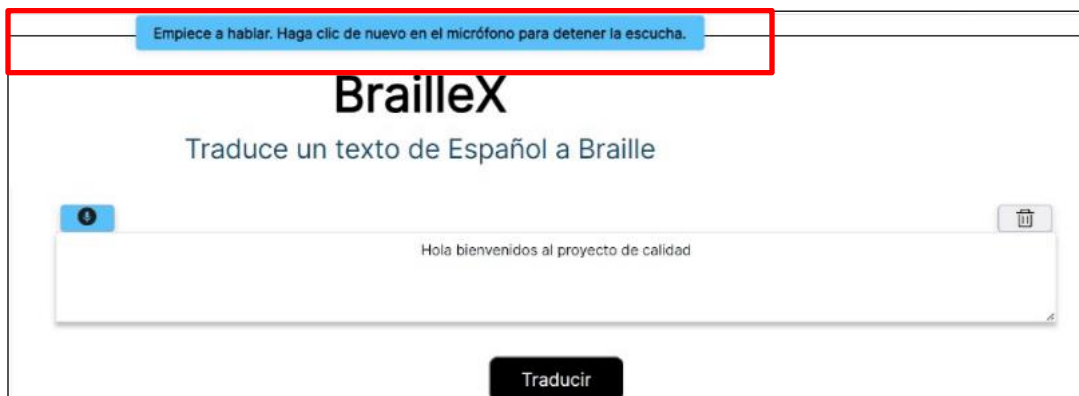 Empiece a hablar. Haga clic de nuevo en el micrófono para detener la escucha.
BrailleX
Traduce un texto de Español a Braille
Hola bienvenidos al proyecto de calidad
Traducir